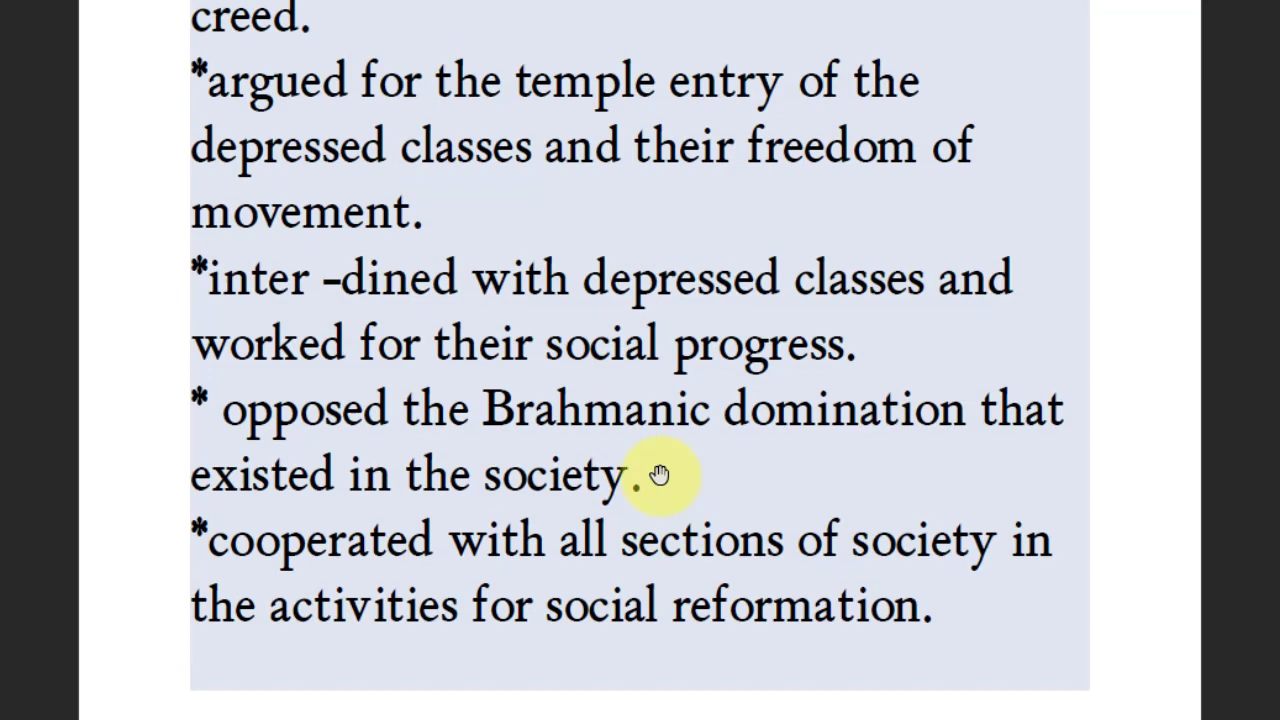 creed.
*argued for the temple entry of the
depressed classes and their freedom of
movement.
*inter -dined with depressed classes and
worked for their social progress.
* opposed the Brahmanic domination that
existed in the society.
*cooperated with all sections of society in
the activities for social reformation.